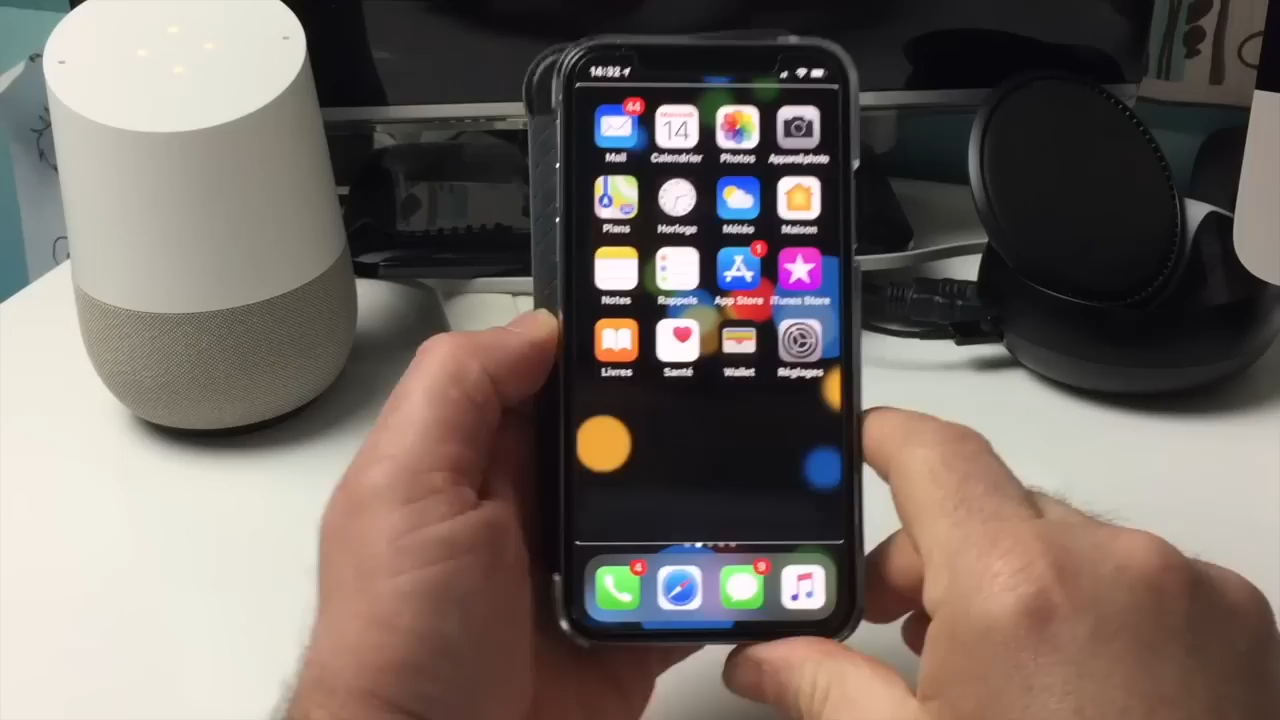 14:32
44
Mail Calendrier Photos Appareil photo
14
Plans Horloge Météo Maison
1
Notes Rappels App Store iTunes Store
Livres Santé Wallet Réglages
4 9